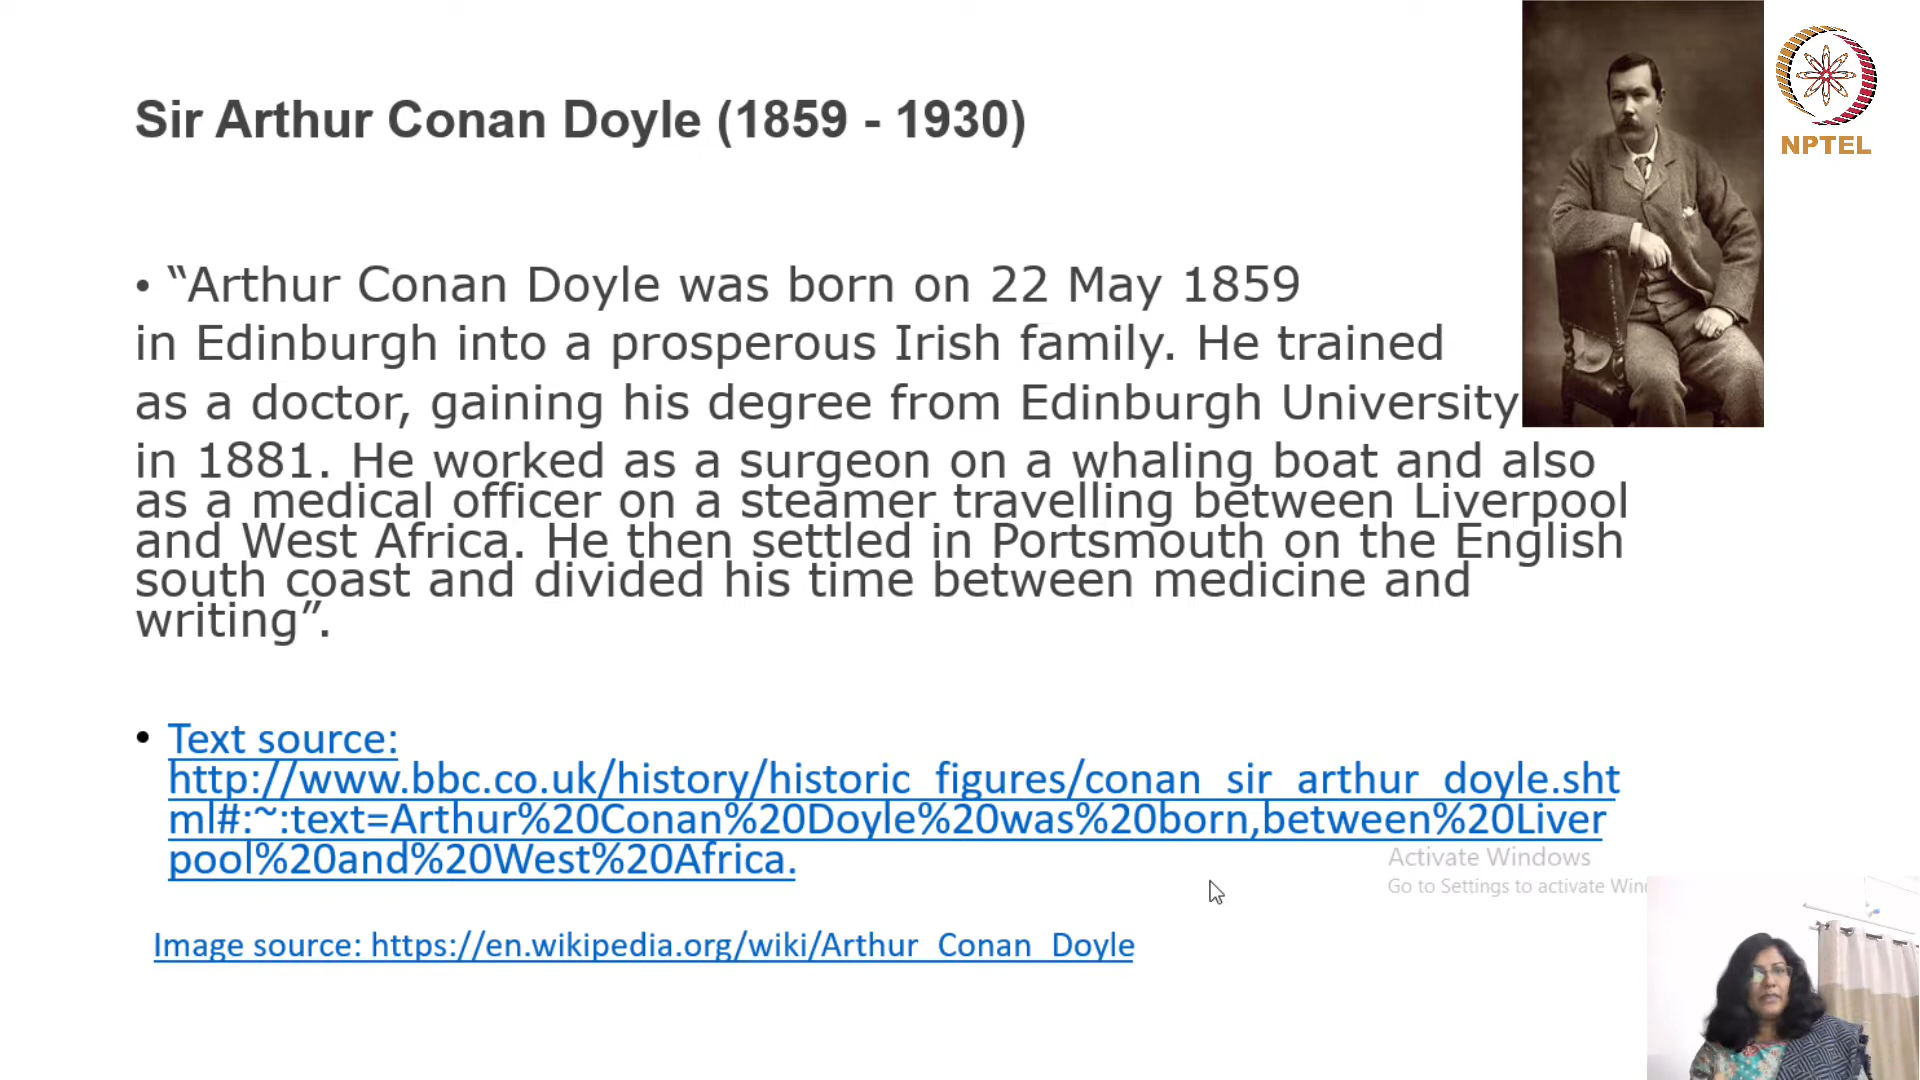 Sir Arthur Conan Doyle (1859 - 1930)
NPTEL
• “Arthur Conan Doyle was born on 22 May 1859
in Edinburgh into a prosperous Irish family. He trained
as a doctor, gaining his degree from Edinburgh University
in 1881. He worked as a surgeon on a whaling boat and also
as a medical officer on a steamer travelling between Liverpool
and West Africa. He then settled in Portsmouth on the English
south coast and divided his time between medicine and
writing”.
• Text source:
http://www.bbc.co.uk/history/historic_figures/conan_sir_arthur_doyle.sht
ml#:~:text=Arthur%20Conan%20Doyle%20was%20born,between%20Liver
pool%20and%20West%20Africa.
Activate Windows
Go to Settings to activate Win
Image source: https://en.wikipedia.org/wiki/Arthur_Conan_Doyle